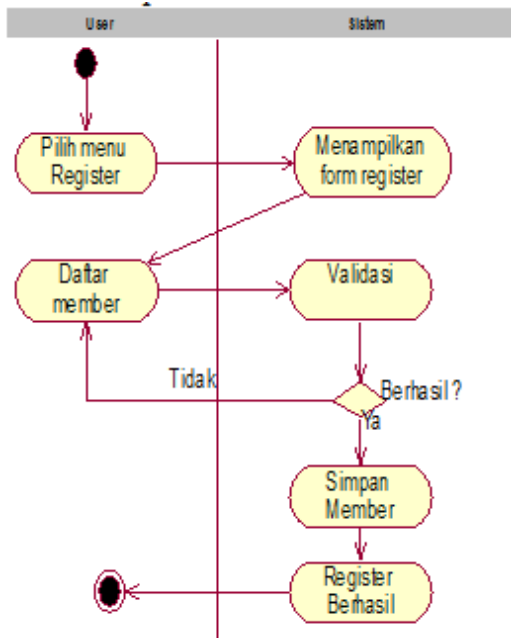 User
Sistem
Pilih menu
Register
Menampilkan
form register
Daftar
member
Validasi
Tidak
Berhasil ?
Ya
Simpan
Member
Register
Berhasil